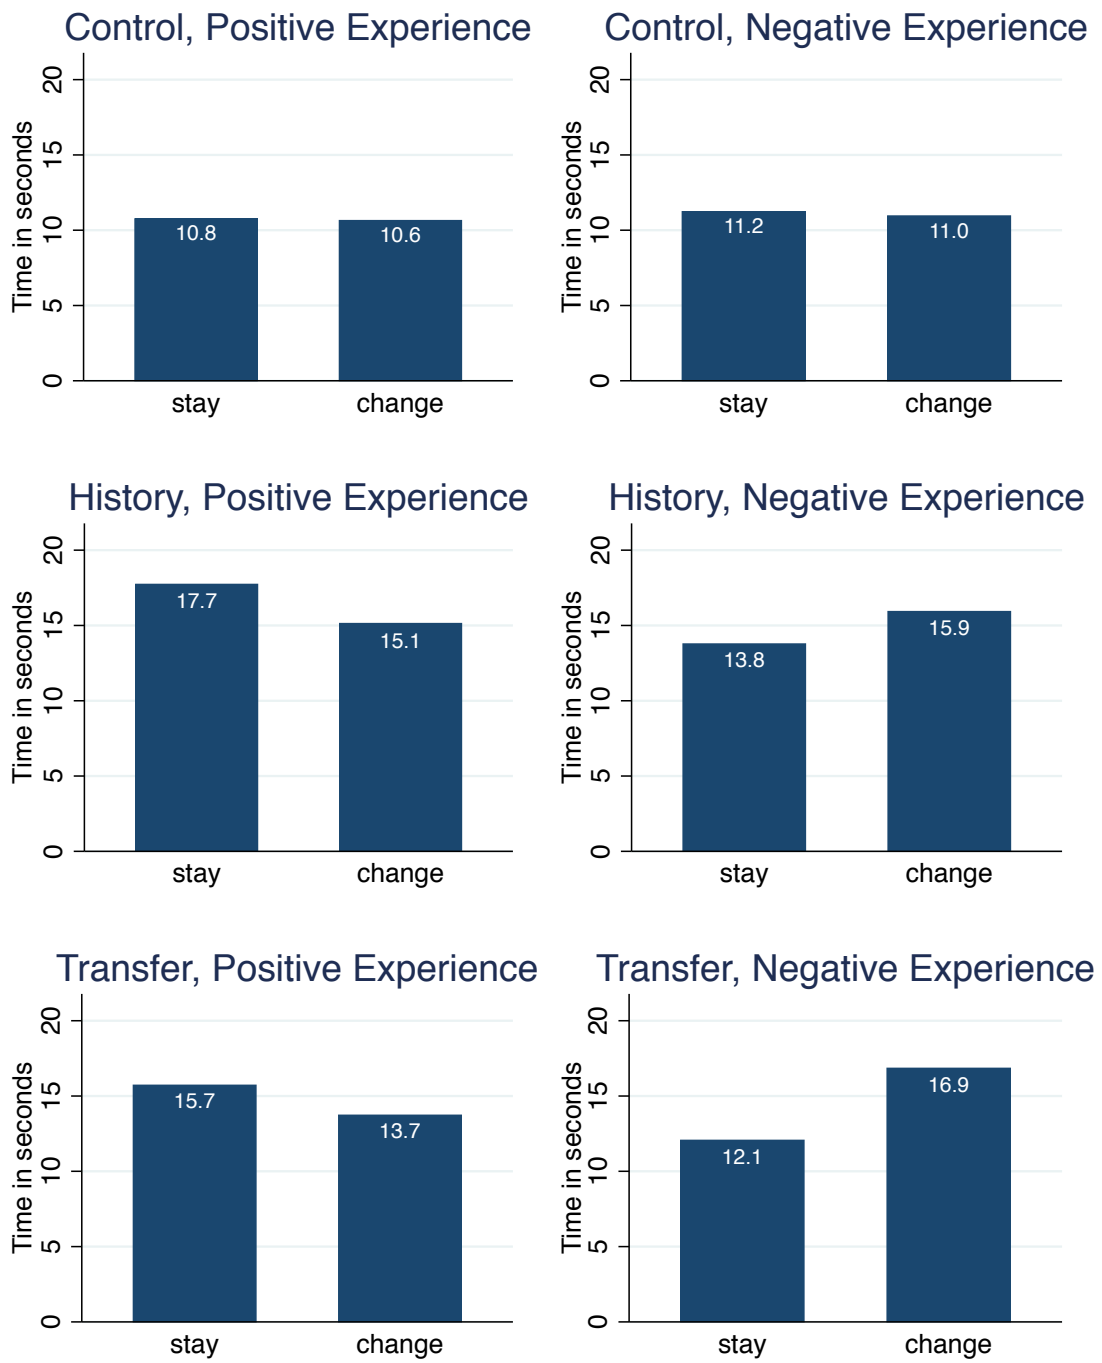 Control, Positive Experience
Time in seconds
20
15
10
5
0
10.8
10.6
stay change
Control, Negative Experience
Time in seconds
20
15
10
5
0
11.2
11.0
stay change
History, Positive Experience
Time in seconds
20
15
10
5
0
17.7
15.1
stay change
History, Negative Experience
Time in seconds
20
15
10
5
0
13.8
15.9
stay change
Transfer, Positive Experience
Time in seconds
20
15
10
5
0
15.7
13.7
stay change
Transfer, Negative Experience
Time in seconds
20
15
10
5
0
12.1
16.9
stay change